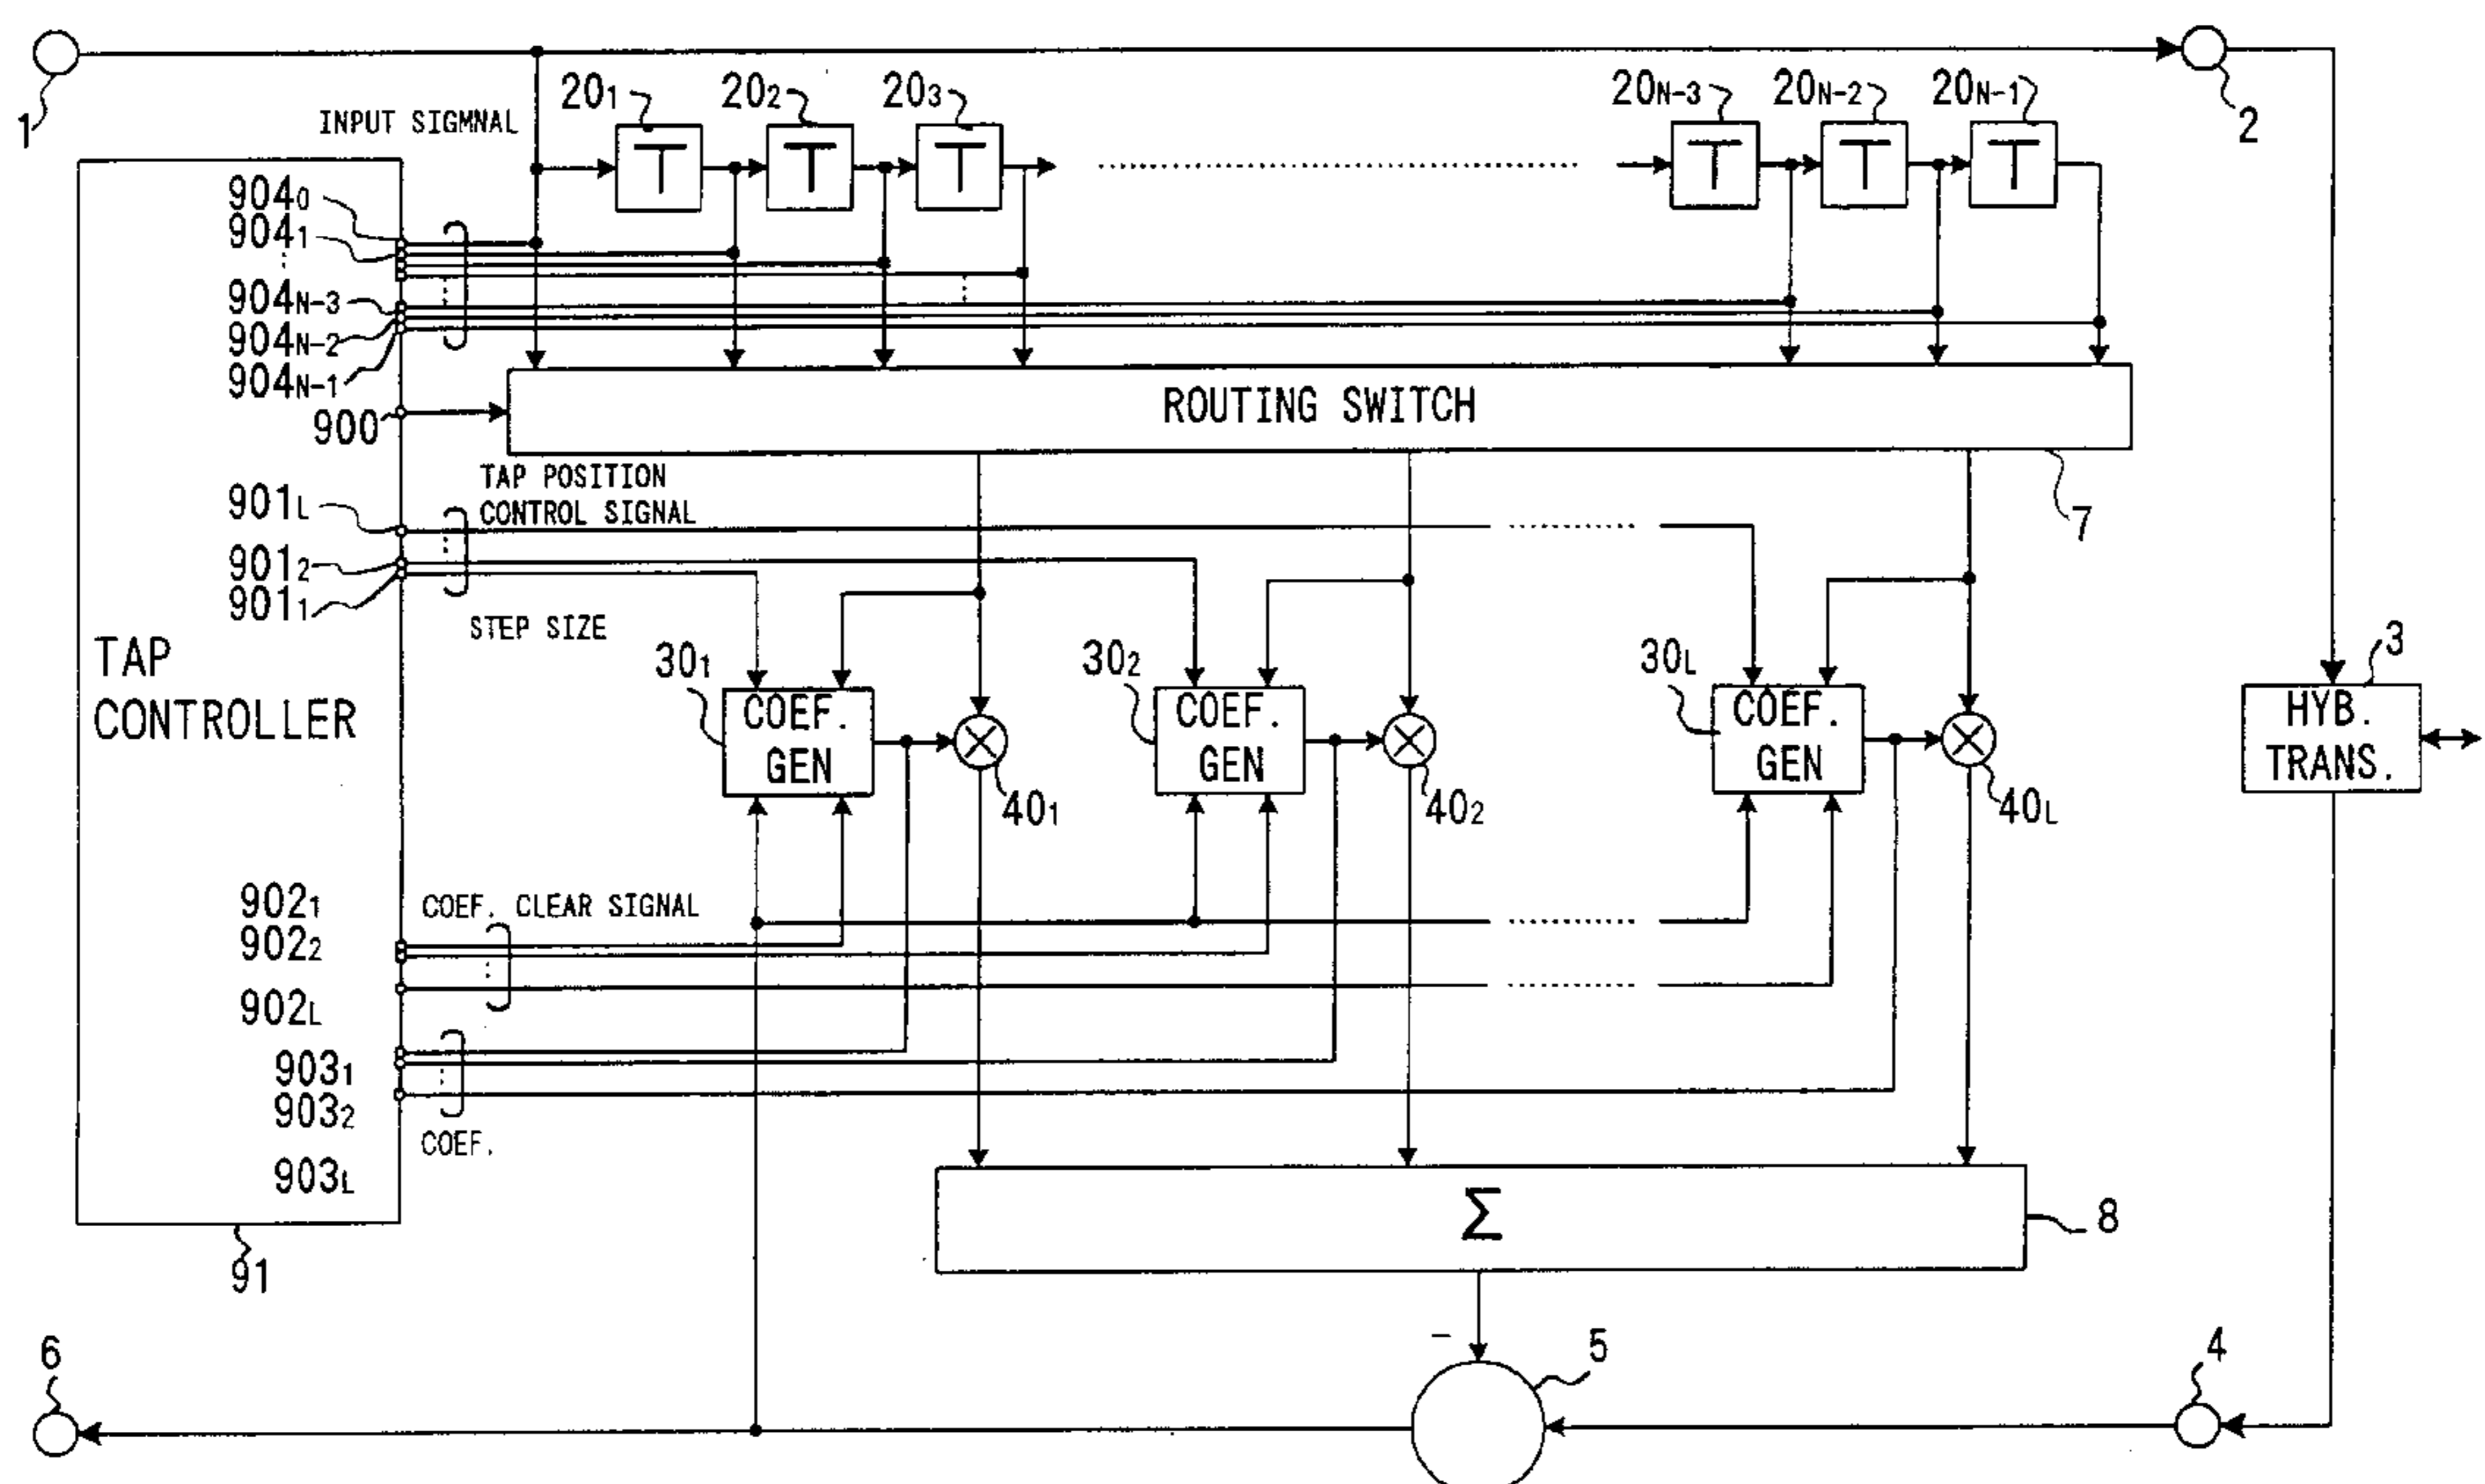 1
2
INPUT SIGMNAL
20₁
20₂
20₃
20N-3
20N-2
20N-1
T
T
T
T
T
T
904₀
904₁
904N-3
904N-2
904N-1
900
ROUTING SWITCH
7
TAP POSITION
CONTROL SIGNAL
901L
901₂
901₁
STEP SIZE
TAP
CONTROLLER
30₁
COEF.
GEN
40₁
30₂
COEF.
GEN
40₂
30L
COEF.
GEN
40L
3
HYB.
TRANS.
902₁
902₂
902L
COEF. CLEAR SIGNAL
903₁
903₂
903L
COEF.
91
Σ
8
−
5
6
4